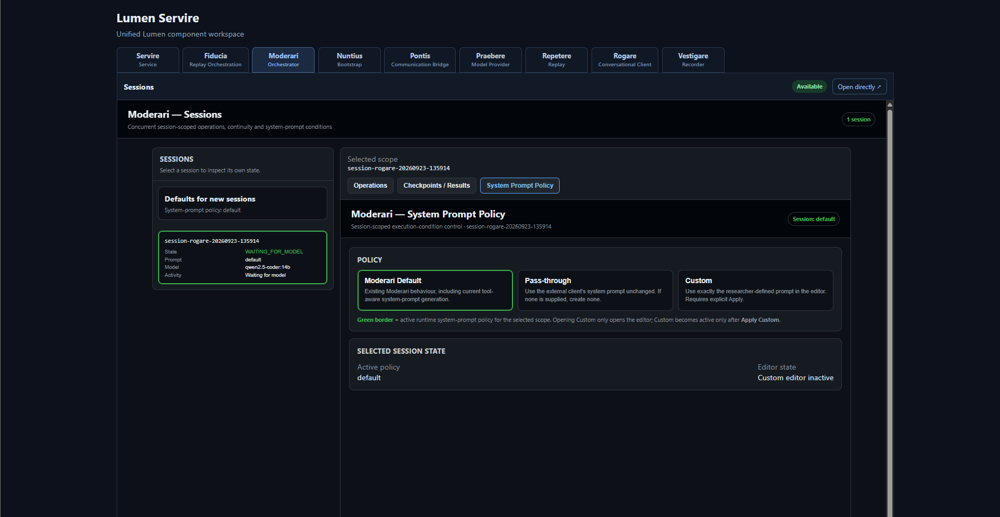 Lumen Servire
Unified Lumen component workspace
Servire
Service
Fiducia
Replay Orchestration
Moderari
Orchestrator
Nuntius
Bootstrap
Pontis
Communication Bridge
Praebere
Model Provider
Repetere
Replay
Rogare
Conversational Client
Vestigare
Recorder
Sessions
Available
Open directly ↗
Moderari — Sessions
Concurrent session-scoped operations, continuity and system-prompt conditions
1 session
SESSIONS
Select a session to inspect its own state.
Defaults for new sessions
System-prompt policy: default
session-rogare-20260923-135914
State WAITING_FOR_MODEL
Prompt default
Model qwen2.5-coder:14b
Activity Waiting for model
Selected scope
session-rogare-20260923-135914
Operations
Checkpoints / Results
System Prompt Policy
Moderari — System Prompt Policy
Session-scoped execution-condition control · session-rogare-20260923-135914
Session: default
POLICY
Moderari Default
Existing Moderari behaviour, including current tool-
aware system-prompt generation.
Pass-through
Use the external client's system prompt unchanged. If
none is supplied, create none.
Custom
Use exactly the researcher-defined prompt in the editor.
Requires explicit Apply.
Green border = active runtime system-prompt policy for the selected scope. Opening Custom only opens the editor; Custom becomes active only after Apply Custom.
SELECTED SESSION STATE
Active policy
default
Editor state
Custom editor inactive